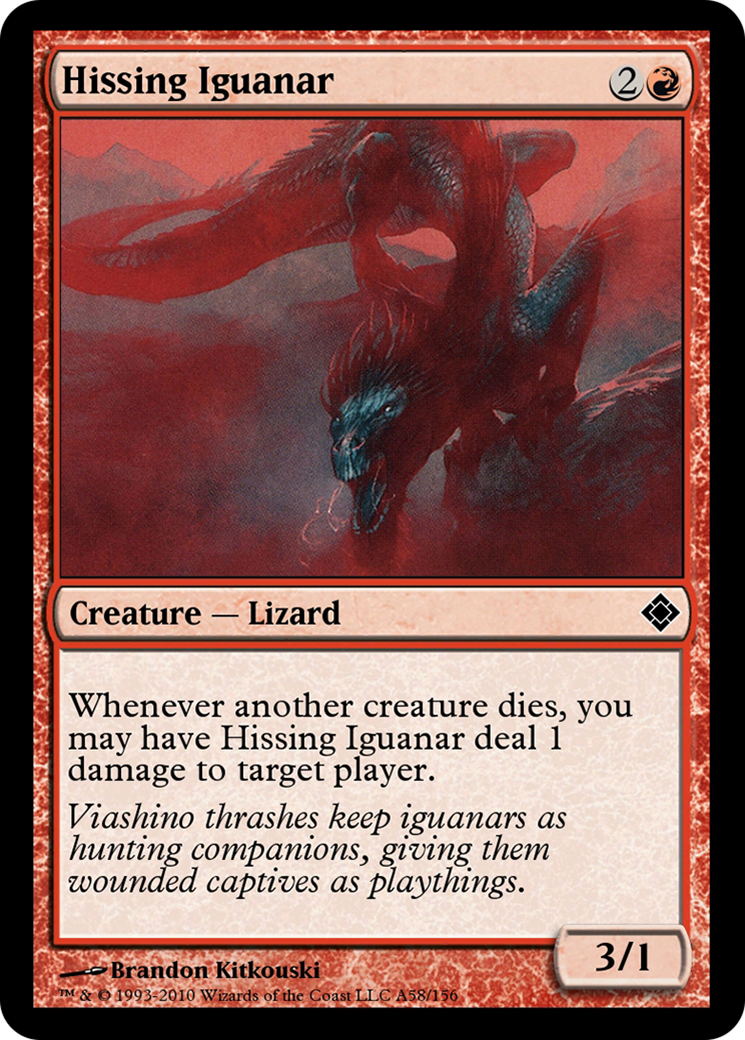 Hissing Iguanar 2
Creature — Lizard
Whenever another creature dies, you
may have Hissing Iguanar deal 1
damage to target player.
Viashino thrashes keep iguanars as
hunting companions, giving them
wounded captives as playthings.
3/1
Brandon Kitkouski
™ & © 1993-2010 Wizards of the Coast LLC A58/156